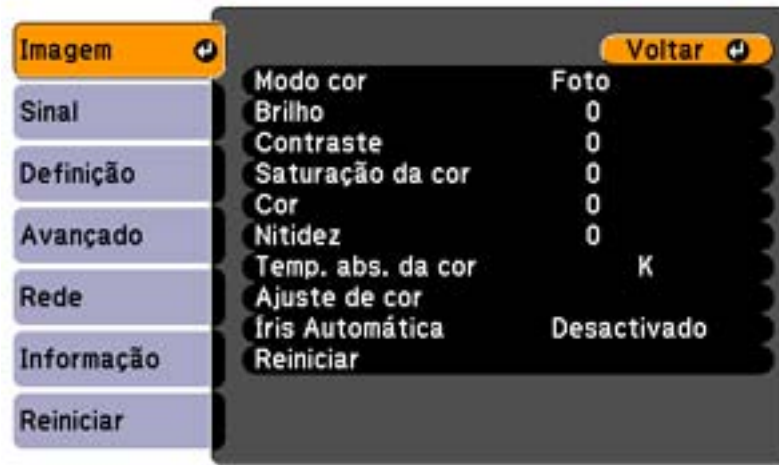 Imagem
Sinal
Definição
Avançado
Rede
Informação
Reiniciar
Voltar
Modo cor Foto
Brilho 0
Contraste 0
Saturação da cor 0
Cor 0
Nitidez 0
Temp. abs. da cor K
Ajuste de cor
Íris Automática Desactivado
Reiniciar